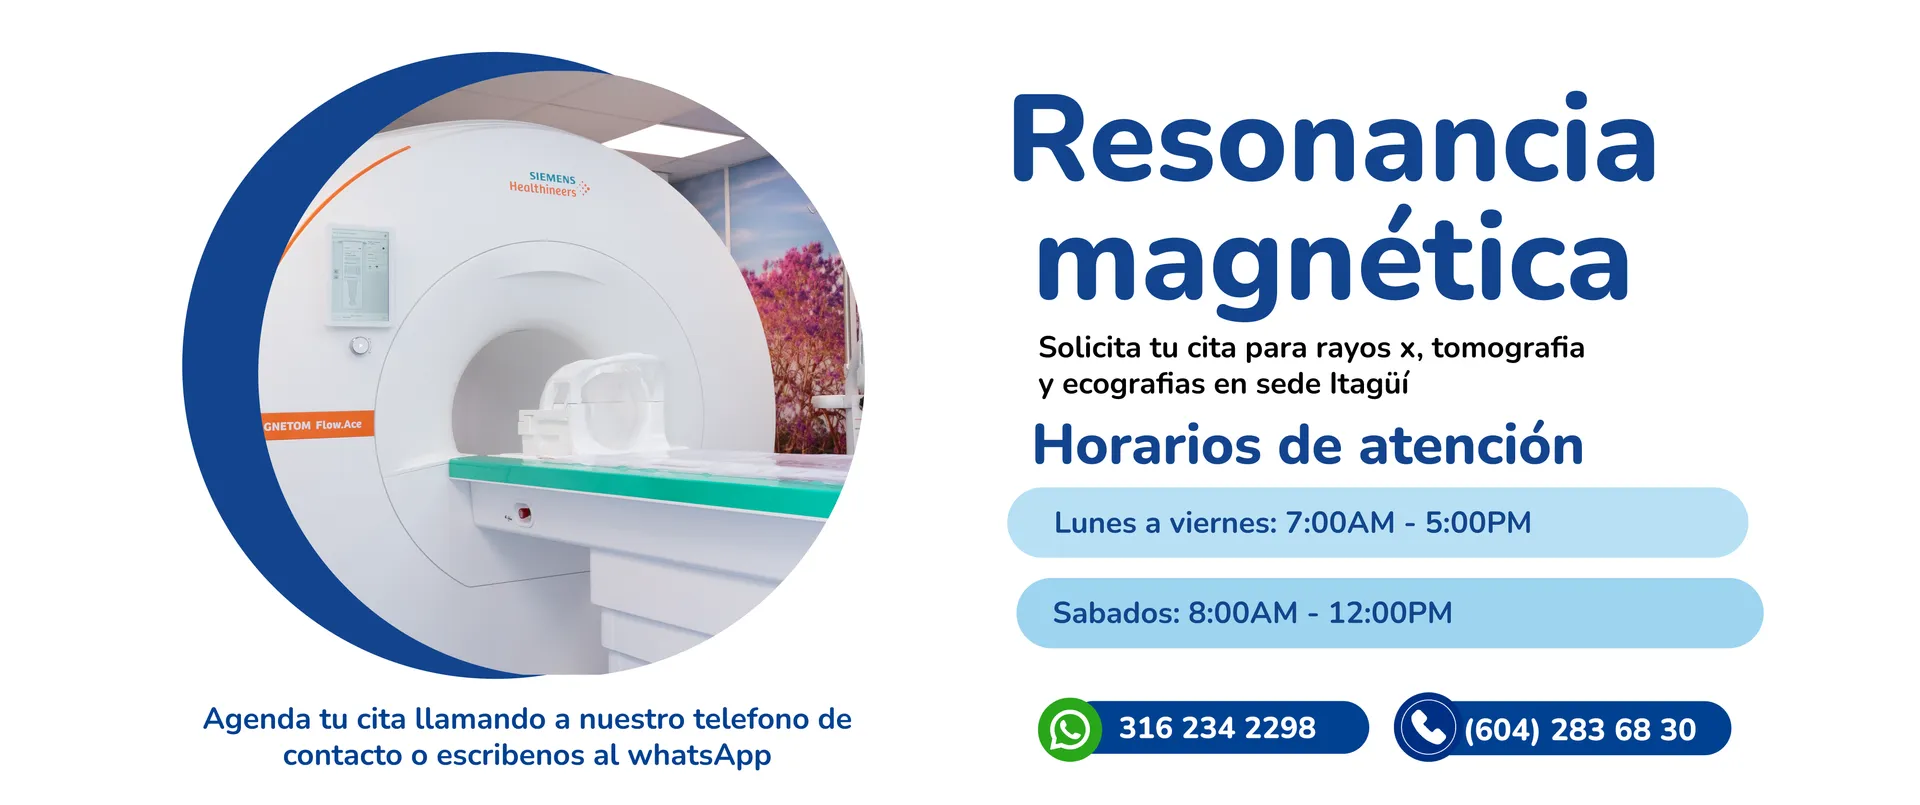 SIEMENS
Healthineers
GNETOM Flow.Ace
Agenda tu cita llamando a nuestro telefono de
contacto o escribenos al whatsApp
Resonancia
magnética
Solicita tu cita para rayos x, tomografia
y ecografias en sede Itagüí
Horarios de atención
Lunes a viernes: 7:00AM - 5:00PM
Sabados: 8:00AM - 12:00PM
316 234 2298
(604) 283 68 30